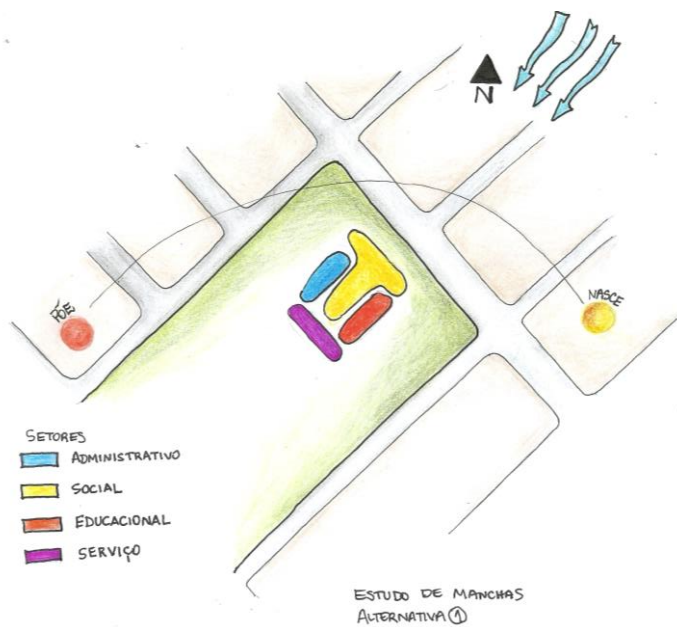 N
PÕE
NASCE
SETORES
ADMINISTRATIVO
SOCIAL
EDUCACIONAL
SERVIÇO
ESTUDO DE MANCHAS
ALTERNATIVA ①